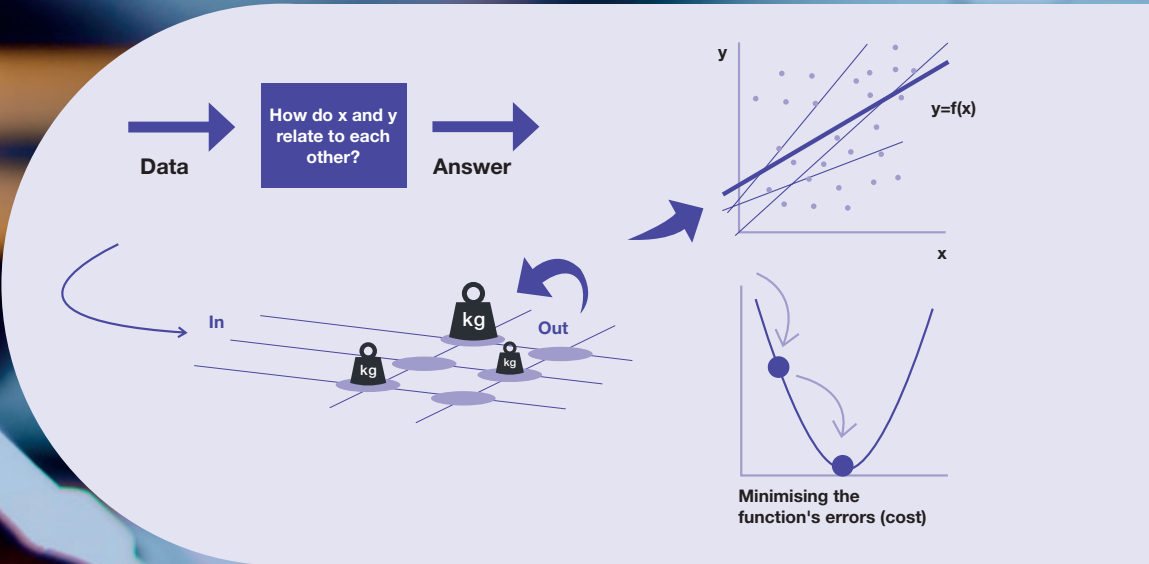 How do x and y
relate to each
other?
Data
Answer
In
kg
kg
kg
Out
y
y=f(x)
x
Minimising the
function's errors (cost)